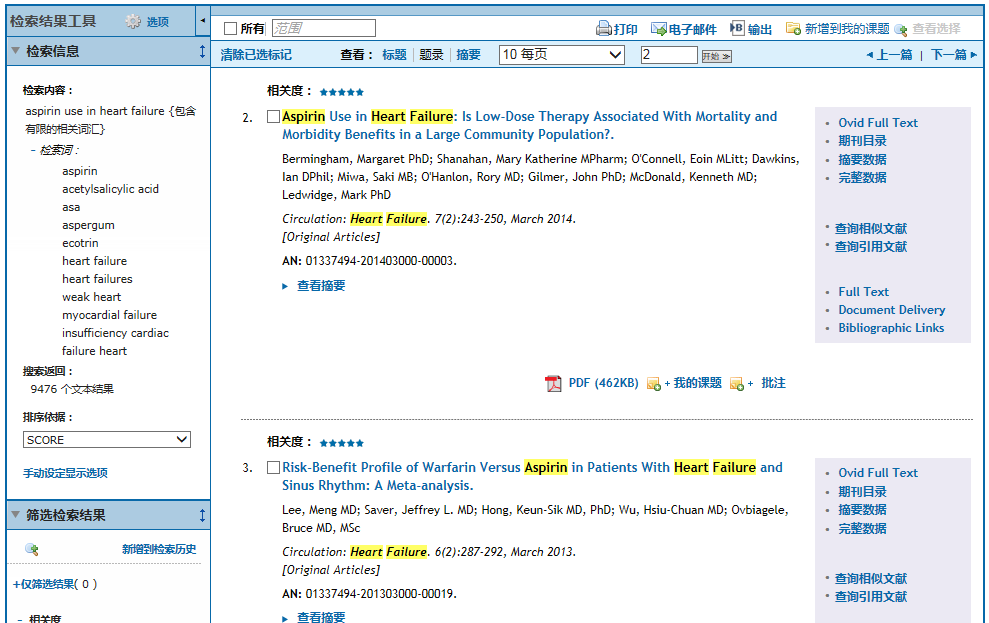 检索结果工具
选项
检索信息
检索内容：
aspirin use in heart failure {包含
有限的相关词汇}
- 检索词：
aspirin
acetylsalicylic acid
asa
aspergum
ecotrin
heart failure
heart failures
weak heart
myocardial failure
insufficiency cardiac
failure heart
搜索返回：
9476 个文本结果
排序依据：
SCORE
手动设定显示选项
筛选检索结果
新增到检索历史
+仅筛选结果( 0 )
- 相关度
所有 范围 打印 电子邮件 输出 新增到我的课题 查看选择
清除已选标记 查看： 标题 | 题录 | 摘要 10 每页 2 开始 ≫ ◄ 上一篇 | 下一篇 ►
相关度： ★★★★★
2. Aspirin Use in Heart Failure: Is Low-Dose Therapy Associated With Mortality and
Morbidity Benefits in a Large Community Population?.
Bermingham, Margaret PhD; Shanahan, Mary Katherine MPharm; O'Connell, Eoin MLitt; Dawkins,
Ian DPhil; Miwa, Saki MB; O'Hanlon, Rory MD; Gilmer, John PhD; McDonald, Kenneth MD;
Ledwidge, Mark PhD
Circulation: Heart Failure. 7(2):243-250, March 2014.
[Original Articles]
AN: 01337494-201403000-00003.
► 查看摘要
• Ovid Full Text
• 期刊目录
• 摘要数据
• 完整数据
• 查询相似文献
• 查询引用文献
• Full Text
• Document Delivery
• Bibliographic Links
PDF (462KB) + 我的课题 + 批注
相关度： ★★★★★
3. Risk-Benefit Profile of Warfarin Versus Aspirin in Patients With Heart Failure and
Sinus Rhythm: A Meta-analysis.
Lee, Meng MD; Saver, Jeffrey L. MD; Hong, Keun-Sik MD, PhD; Wu, Hsiu-Chuan MD; Ovbiagele,
Bruce MD, MSc
Circulation: Heart Failure. 6(2):287-292, March 2013.
[Original Articles]
AN: 01337494-201303000-00019.
► 查看摘要
• Ovid Full Text
• 期刊目录
• 摘要数据
• 完整数据
• 查询相似文献
• 查询引用文献